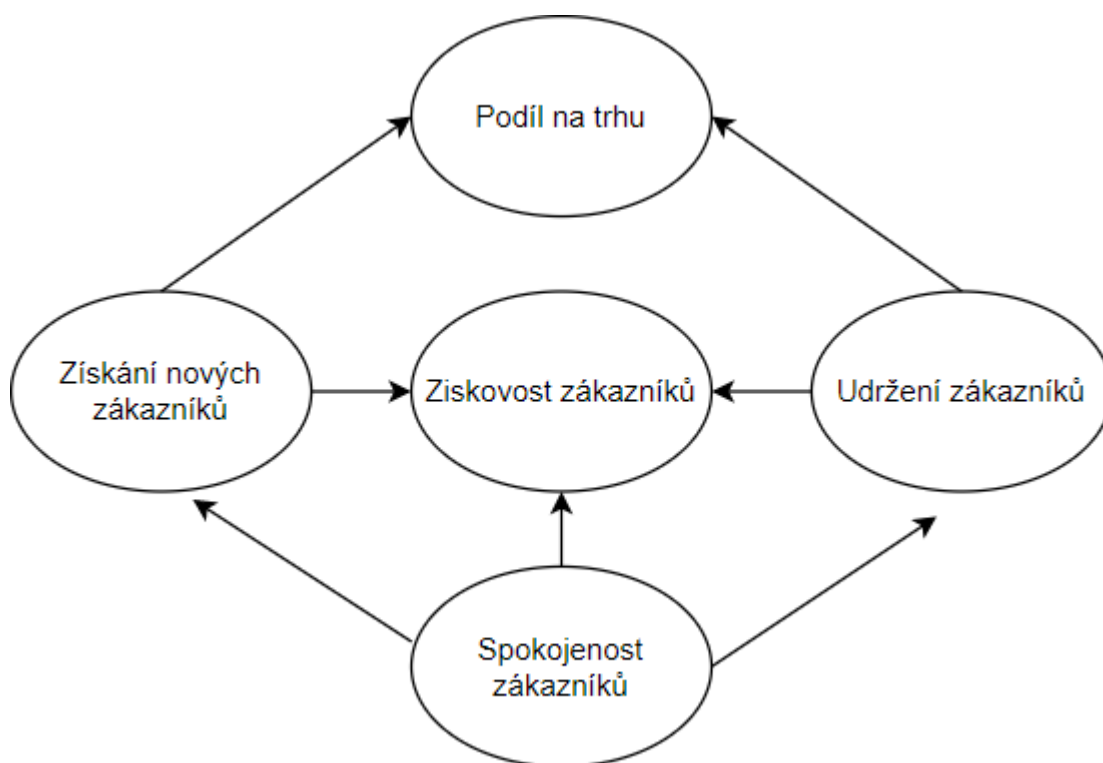 Podíl na trhu
Získání nových
zákazníků
Ziskovost zákazníků
Udržení zákazníků
Spokojenost
zákazníků